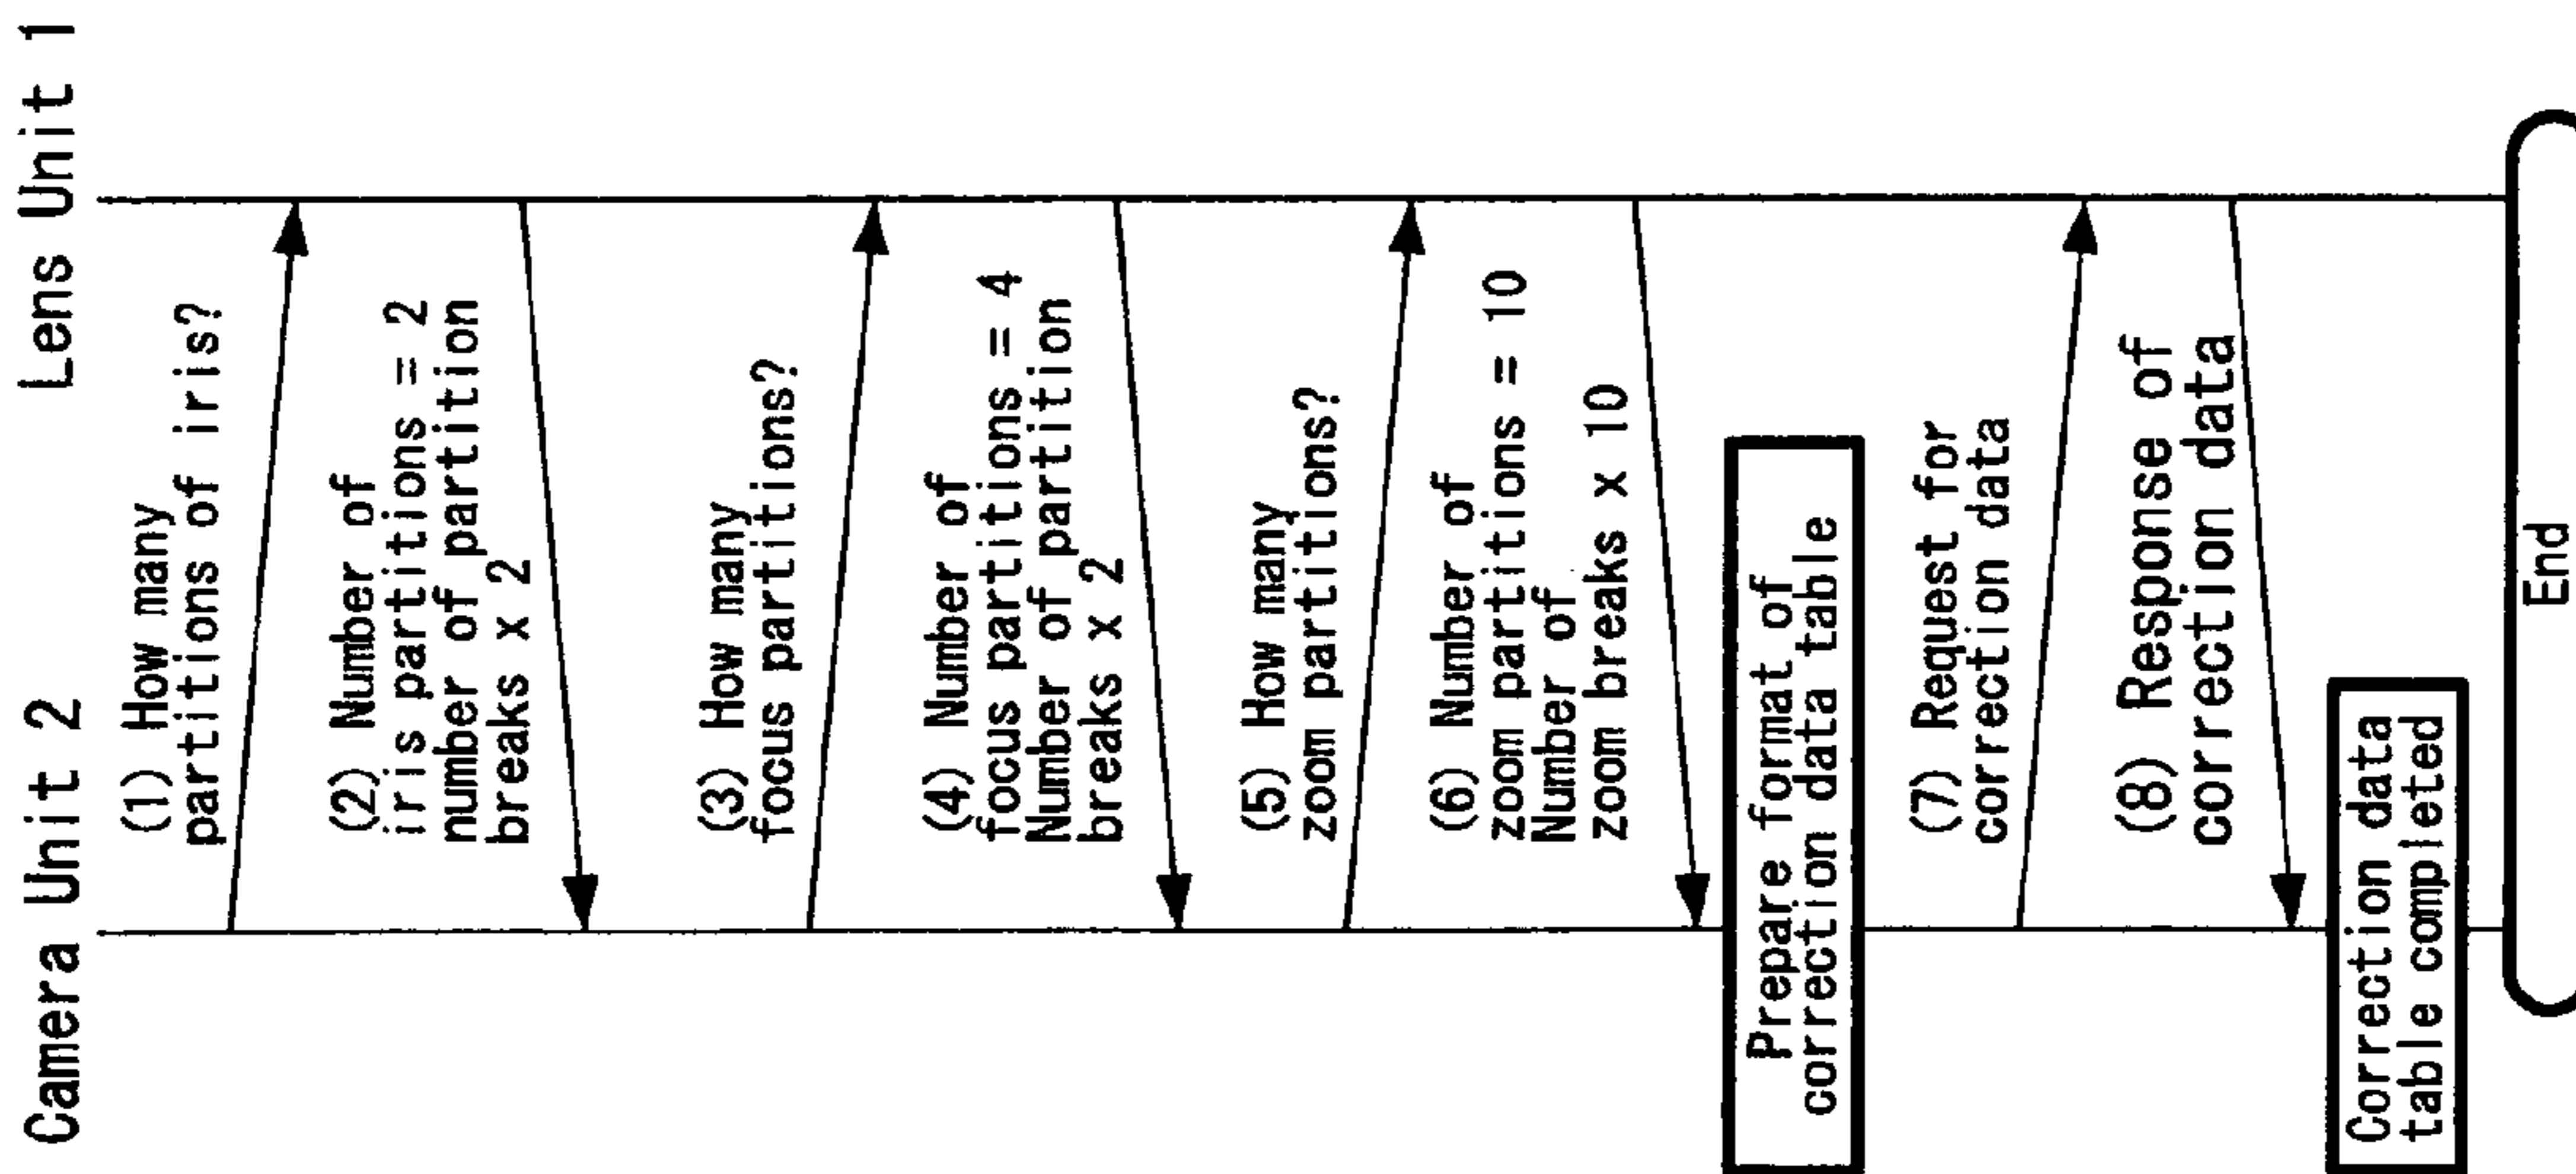 Camera Unit 2
Lens Unit 1
(1) How many
partitions of iris?
(2) Number of
iris partitions = 2
number of partition
breaks x 2
(3) How many
focus partitions?
(4) Number of
focus partitions = 4
Number of partition
breaks x 2
(5) How many
zoom partitions?
(6) Number of
zoom partitions = 10
Number of
zoom breaks x 10
Prepare format of
correction data table
(7) Request for
correction data
(8) Response of
correction data
Correction data
table completed
End